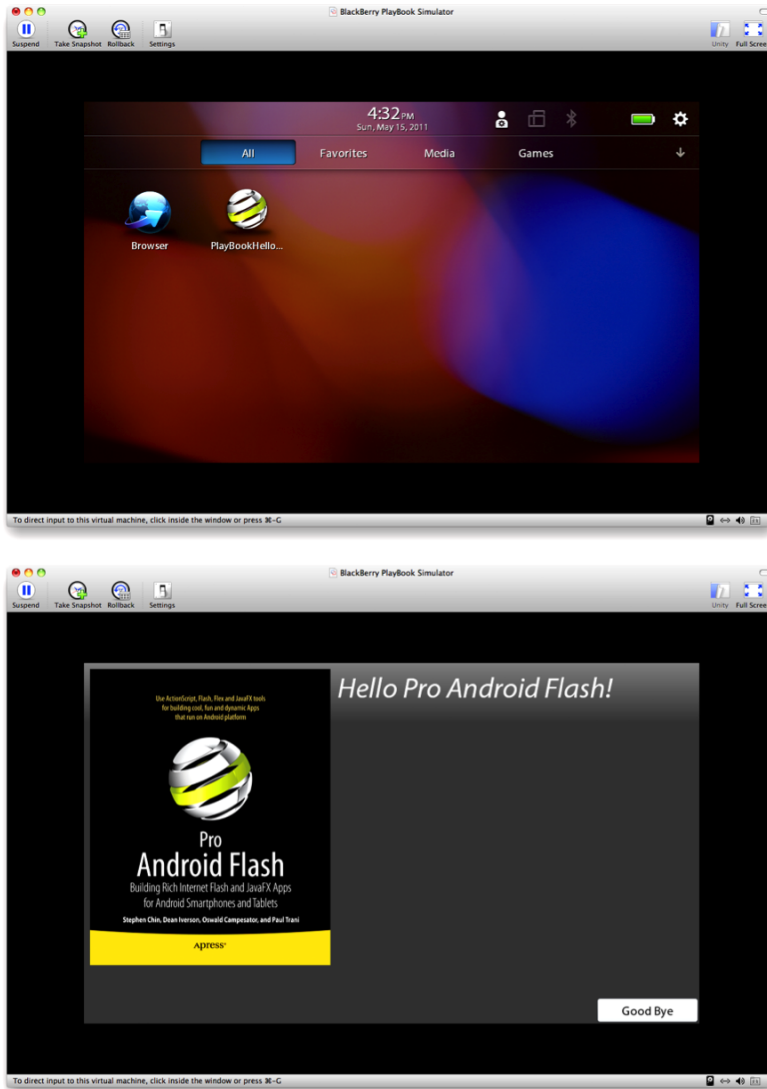 BlackBerry PlayBook Simulator
Suspend Take Snapshot Rollback Settings Unity Full Scree
4:32 PM
Sun, May 15, 2011
All Favorites Media Games
Browser PlayBookHello...
To direct input to this virtual machine, click inside the window or press ⌘-G
BlackBerry PlayBook Simulator
Suspend Take Snapshot Rollback Settings Unity Full Scree
Hello Pro Android Flash!
Use ActionScript, Flash, Flex and JavaFX tools
for building cool, fun and dynamic Apps
that run on Android platform
Pro
Android Flash
Building Rich Internet Flash and JavaFX Apps
for Android Smartphones and Tablets
Stephen Chin, Dean Iverson, Oswald Campesator, and Paul Trani
Apress®
Good Bye
To direct input to this virtual machine, click inside the window or press ⌘-G